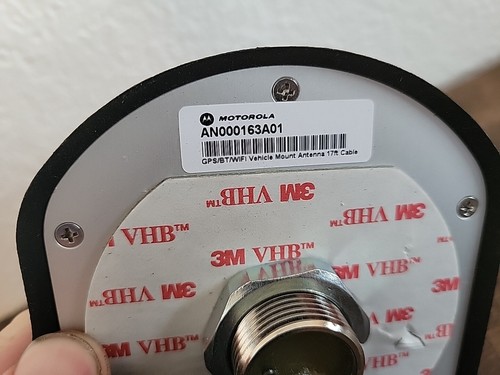 MOTOROLA
AN000163A01
GPS/BT/WIFI Vehicle Mount Antenna 17ft Cable
3M VHB™
3M VHB™
VHB™
3M VHB™
3M VHB™
3M VHB™
3M
3M VHB™
3M VHB™
3M